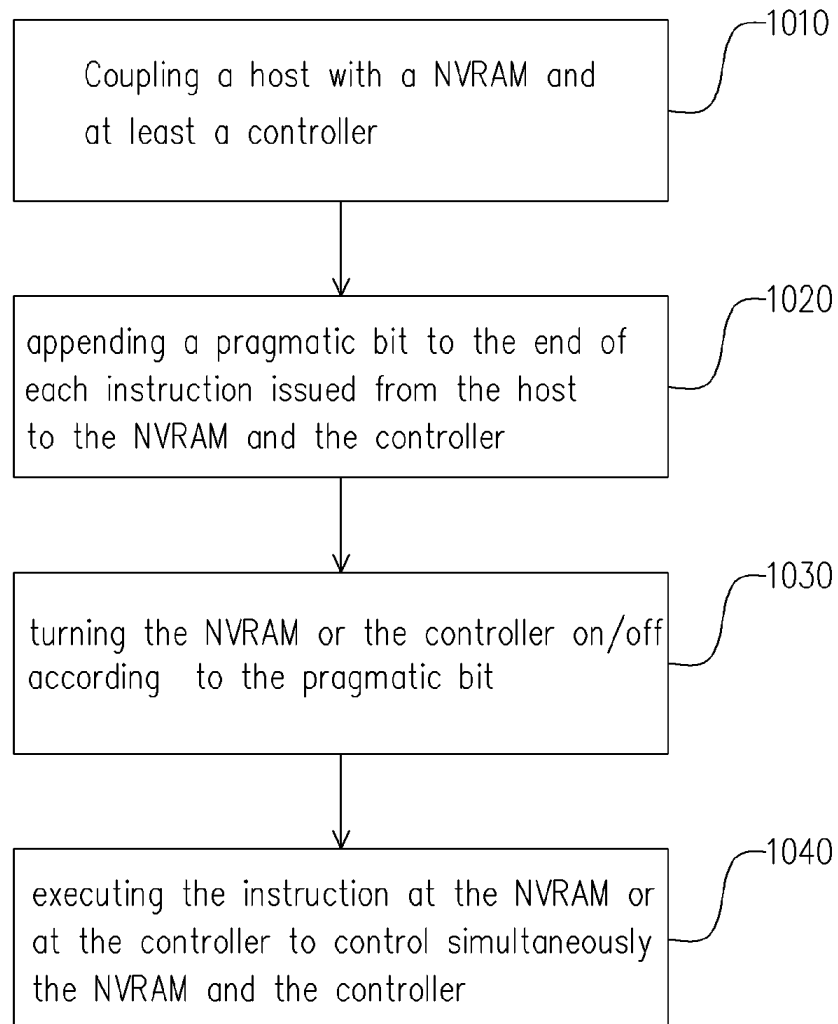 1010
Coupling a host with a NVRAM and
at least a controller
1020
appending a pragmatic bit to the end of
each instruction issued from the host
to the NVRAM and the controller
1030
turning the NVRAM or the controller on/off
according to the pragmatic bit
1040
executing the instruction at the NVRAM or
at the controller to control simultaneously
the NVRAM and the controller